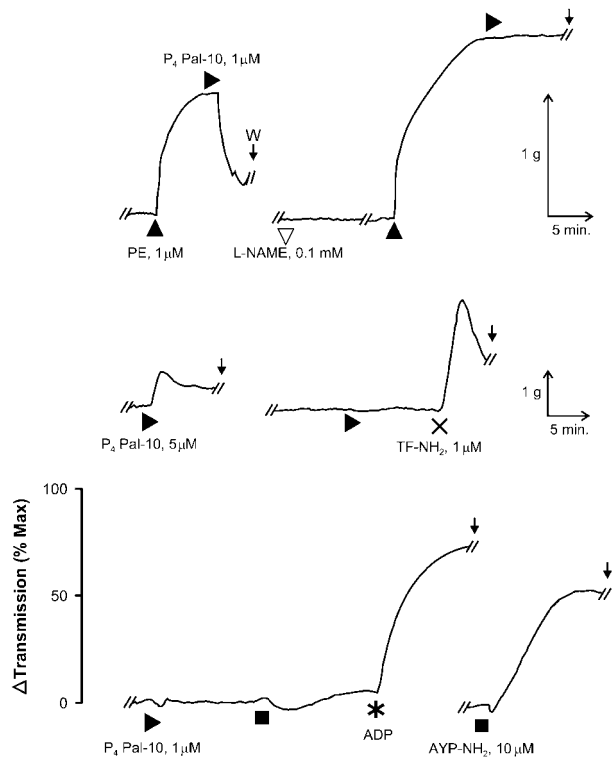 P₄ Pal-10, 1µM
W
1 g
5 min.
PE, 1µM
L-NAME, 0.1 mM
1 g
5 min.
P₄ Pal-10, 5µM
TF-NH₂, 1µM
ΔTransmission (% Max)
100
50
0
P₄ Pal-10, 1µM
ADP
AYP-NH₂, 10µM